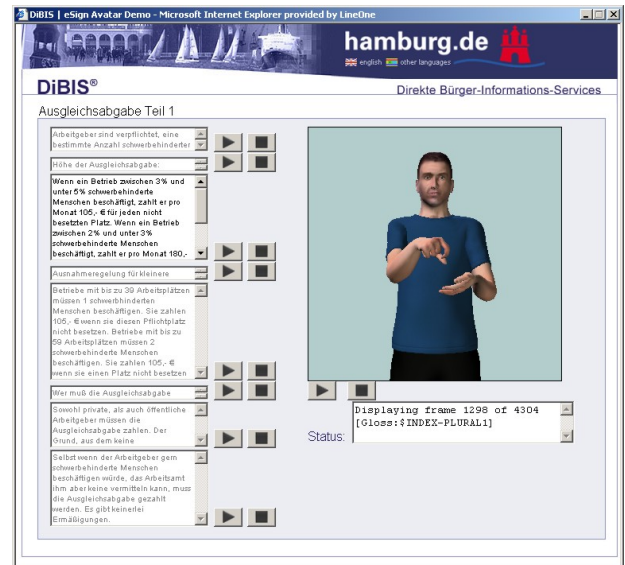 DiBIS | eSign Avatar Demo - Microsoft Internet Explorer provided by LineOne
hamburg.de
english other languages
DiBIS®
Direkte Bürger-Informations-Services
Ausgleichsabgabe Teil 1
Arbeitgeber sind verpflichtet, eine
bestimmte Anzahl schwerbehinderter
Höhe der Ausgleichsabgabe:
Wenn ein Betrieb zwischen 3% und
unter 5% schwerbehinderte
Menschen beschäftigt, zahlt er pro
Monat 105,- € für jeden nicht
besetzten Platz. Wenn ein Betrieb
zwischen 2% und unter 3%
schwerbehinderte Menschen
beschäftigt, zahlt er pro Monat 180,-
Ausnahmeregelung für kleinere
Betriebe mit bis zu 39 Arbeitsplätzen
müssen 1 schwerbhinderten
Menschen beschäftigen. Sie zahlen
105,- € wenn sie diesen Pflichtplatz
nicht besetzen. Betriebe mit bis zu
59 Arbeitsplätzen müssen 2
schwerbehinderte Menschen
beschäftigen. Sie zahlen 105,- €
wenn sie einen Platz nicht besetzen
Wer muß die Ausgleichsabgabe
Sowohl private, als auch öffentliche
Arbeitgeber müssen die
Ausgleichsabgabe zahlen. Der
Grund, aus dem keine
Selbst wenn der Arbeitgeber gern
schwerbehinderte Menschen
beschäftigen würde, das Arbeitsamt
ihm aber keine vermitteln kann, muss
die Ausgleichsabgabe gezahlt
werden. Es gibt keinerlei
Ermäßigungen.
Status:
Displaying frame 1298 of 4304
[Gloss:$INDEX-PLURAL1]